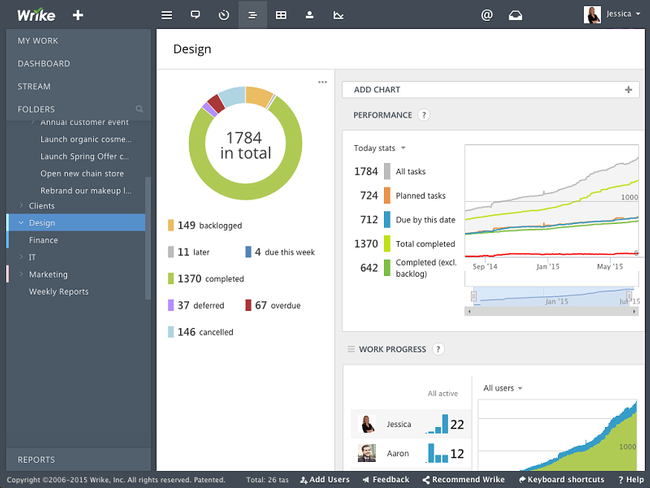 Wrike
Jessica
MY WORK
DASHBOARD
STREAM
FOLDERS
Annual customer event
Launch organic cosme...
Launch Spring Offer c...
Open new chain store
Rebrand our makeup l...
Clients
Design
Finance
IT
Marketing
Weekly Reports
REPORTS
Design
1784
in total
149 backlogged
11 later
4 due this week
1370 completed
37 deferred
67 overdue
146 cancelled
ADD CHART
PERFORMANCE ?
Today stats
1784 All tasks
724 Planned tasks
712 Due by this date
1370 Total completed
642 Completed (excl. backlog)
1000
0
Sep '14 Jan '15 May '15
Jan '15 Jul '15
WORK PROGRESS ?
All active
All users
Jessica 22
Aaron 12
1000
Copyright ©2006-2015 Wrike, Inc. All rights reserved. Patented. Total: 26 tas Add Users Feedback Recommend Wrike Keyboard shortcuts ? Help